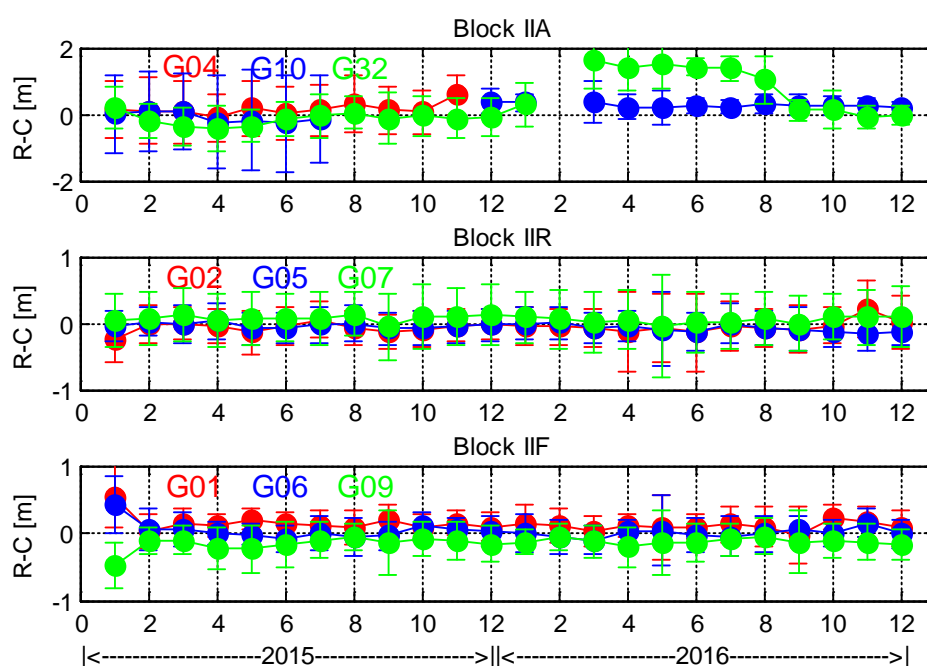 Block IIA
R-C [m]
2
0
-2
G04 G10 G32
0 2 4 6 8 10 12 2 4 6 8 10 12
Block IIR
R-C [m]
1
0
-1
G02 G05 G07
0 2 4 6 8 10 12 2 4 6 8 10 12
Block IIF
R-C [m]
1
0
-1
G01 G06 G09
0 2 4 6 8 10 12 2 4 6 8 10 12
|<----------------2015----------------->||<-----------------2016---------------->|